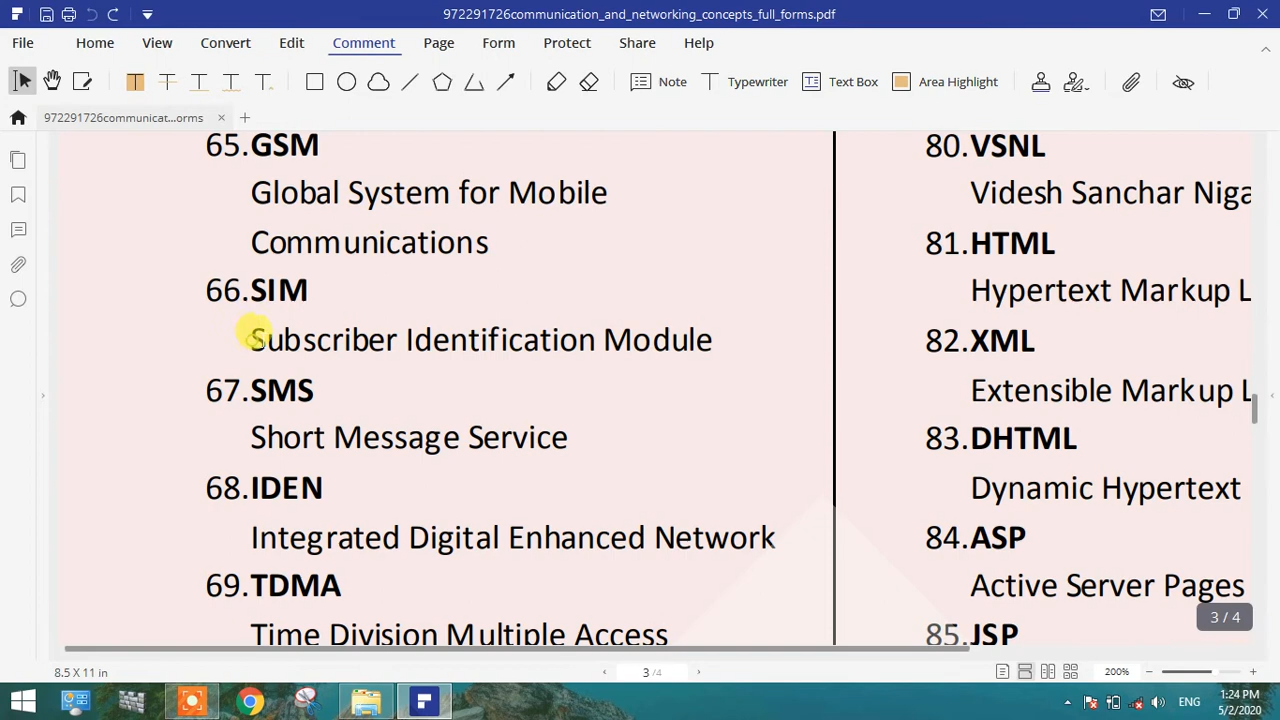 972291726communication_and_networking_concepts_full_forms.pdf
File Home View Convert Edit Comment Page Form Protect Share Help
Note Typewriter Text Box Area Highlight
972291726communicat...orms
65.GSM
Global System for Mobile
Communications
66.SIM
Subscriber Identification Module
67.SMS
Short Message Service
68.IDEN
Integrated Digital Enhanced Network
69.TDMA
Time Division Multiple Access
80.VSNL
Videsh Sanchar Niga
81.HTML
Hypertext Markup L
82.XML
Extensible Markup L
83.DHTML
Dynamic Hypertext
84.ASP
Active Server Pages
85.JSP
3 / 4
8.5 X 11 in
3 /4
200%
ENG
1:24 PM
5/2/2020